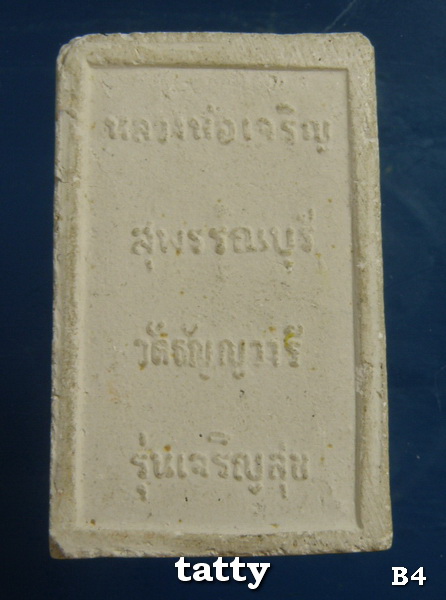 หลวงพ่อเจริญ
สุพรรณบุรี
วัดธัญญวารี
รุ่นเจริญสุข
tatty
B4